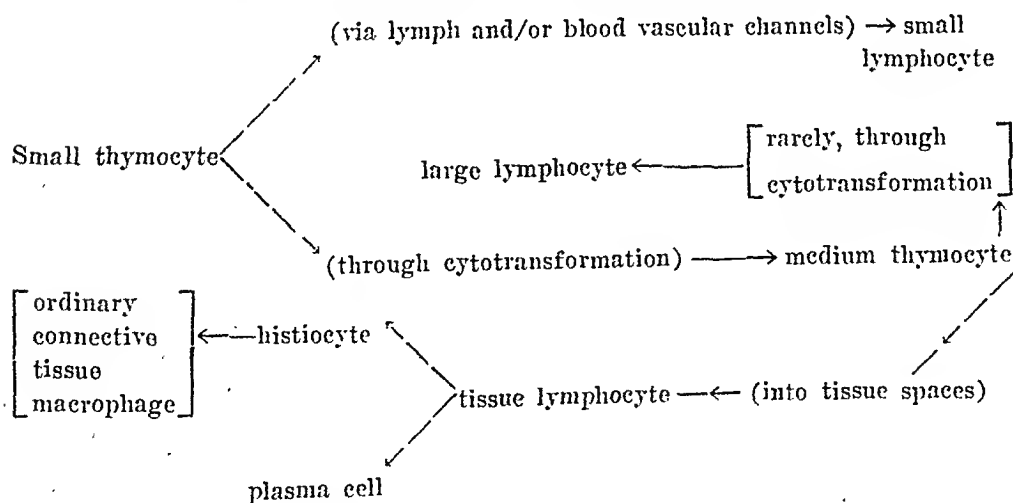 (via lymph and/or blood vascular channels) → small
lymphocyte
Small thymocyte
large lymphocyte ← [rarely, through
cytotransformation]
(through cytotransformation) → medium thymocyte
[ordinary
connective
tissue
macrophage] ← histiocyte
tissue lymphocyte ← (into tissue spaces)
plasma cell